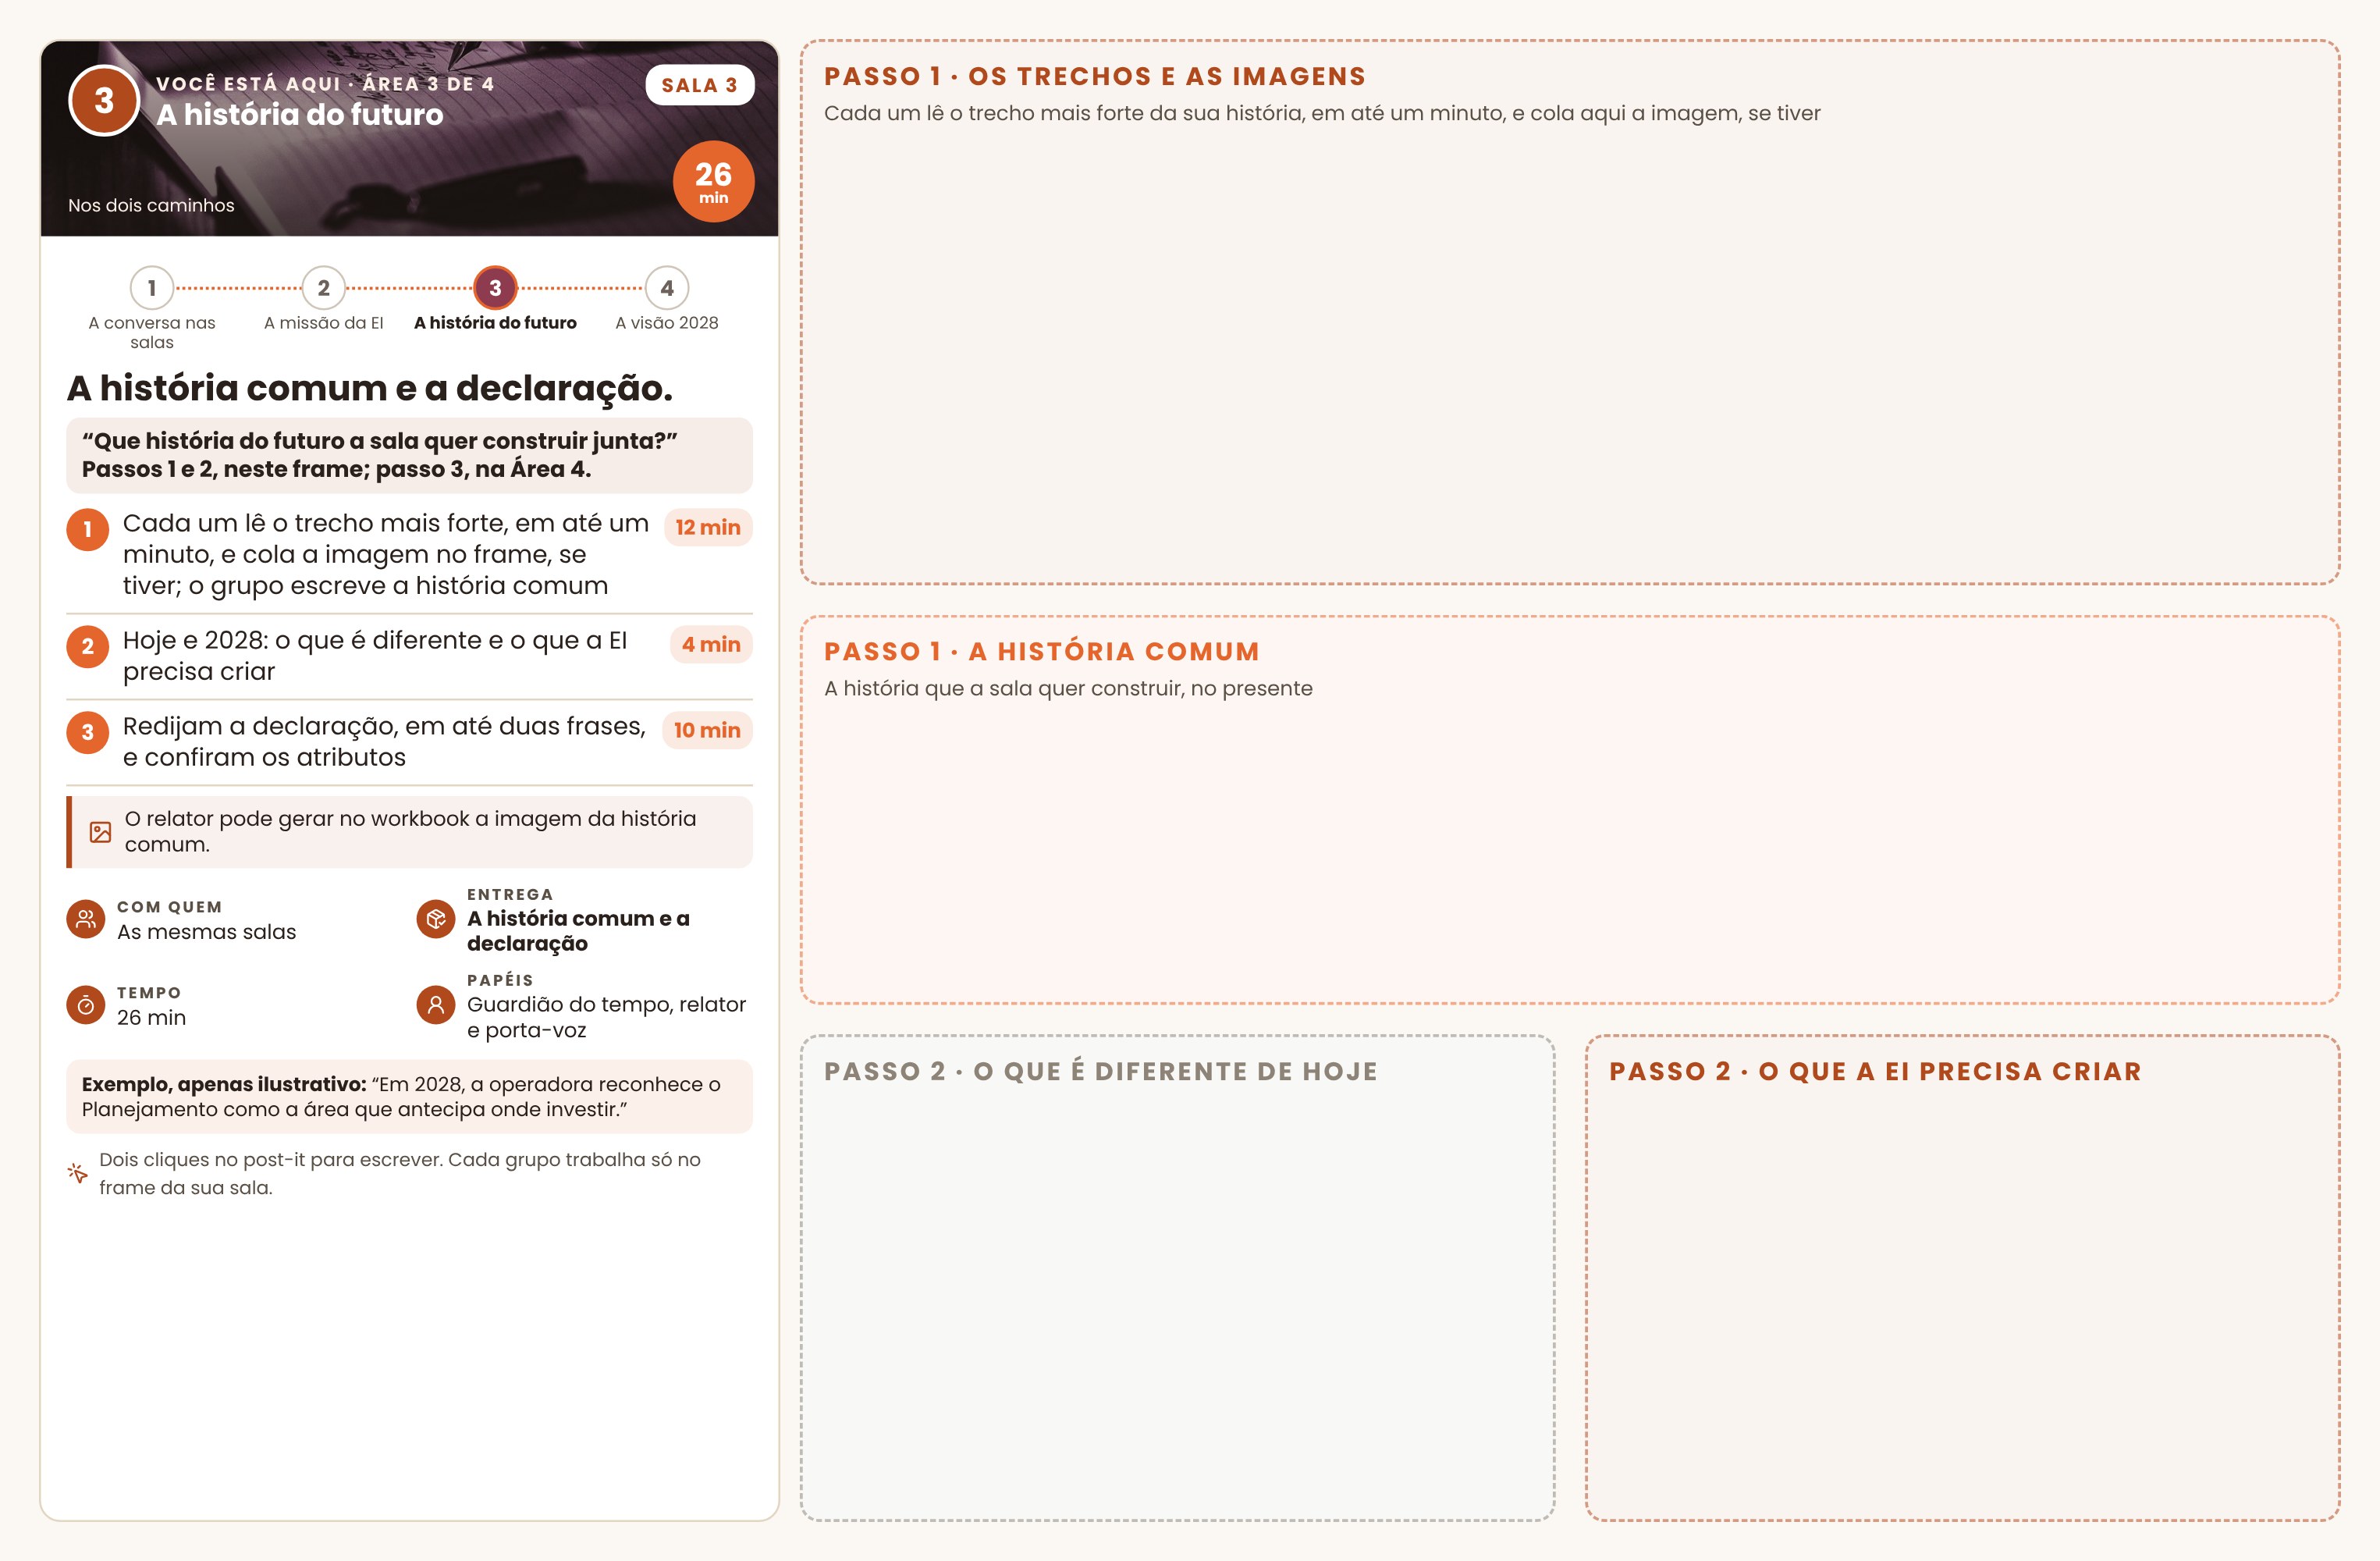 3
VOCÊ ESTÁ AQUI · ÁREA 3 DE 4
A história do futuro
SALA 3
26
min
Nos dois caminhos
1
2
3
4
A conversa nas
salas
A missão da EI
A história do futuro
A visão 2028
A história comum e a declaração.
“Que história do futuro a sala quer construir junta?”
Passos 1 e 2, neste frame; passo 3, na Área 4.
1
Cada um lê o trecho mais forte, em até um
minuto, e cola a imagem no frame, se
tiver; o grupo escreve a história comum
12 min
2
Hoje e 2028: o que é diferente e o que a EI
precisa criar
4 min
3
Redijam a declaração, em até duas frases,
e confiram os atributos
10 min
O relator pode gerar no workbook a imagem da história
comum.
COM QUEM
As mesmas salas
ENTREGA
A história comum e a
declaração
TEMPO
26 min
PAPÉIS
Guardião do tempo, relator
e porta-voz
Exemplo, apenas ilustrativo: “Em 2028, a operadora reconhece o
Planejamento como a área que antecipa onde investir.”
Dois cliques no post-it para escrever. Cada grupo trabalha só no
frame da sua sala.
PASSO 1 · OS TRECHOS E AS IMAGENS
Cada um lê o trecho mais forte da sua história, em até um minuto, e cola aqui a imagem, se tiver
PASSO 1 · A HISTÓRIA COMUM
A história que a sala quer construir, no presente
PASSO 2 · O QUE É DIFERENTE DE HOJE
PASSO 2 · O QUE A EI PRECISA CRIAR